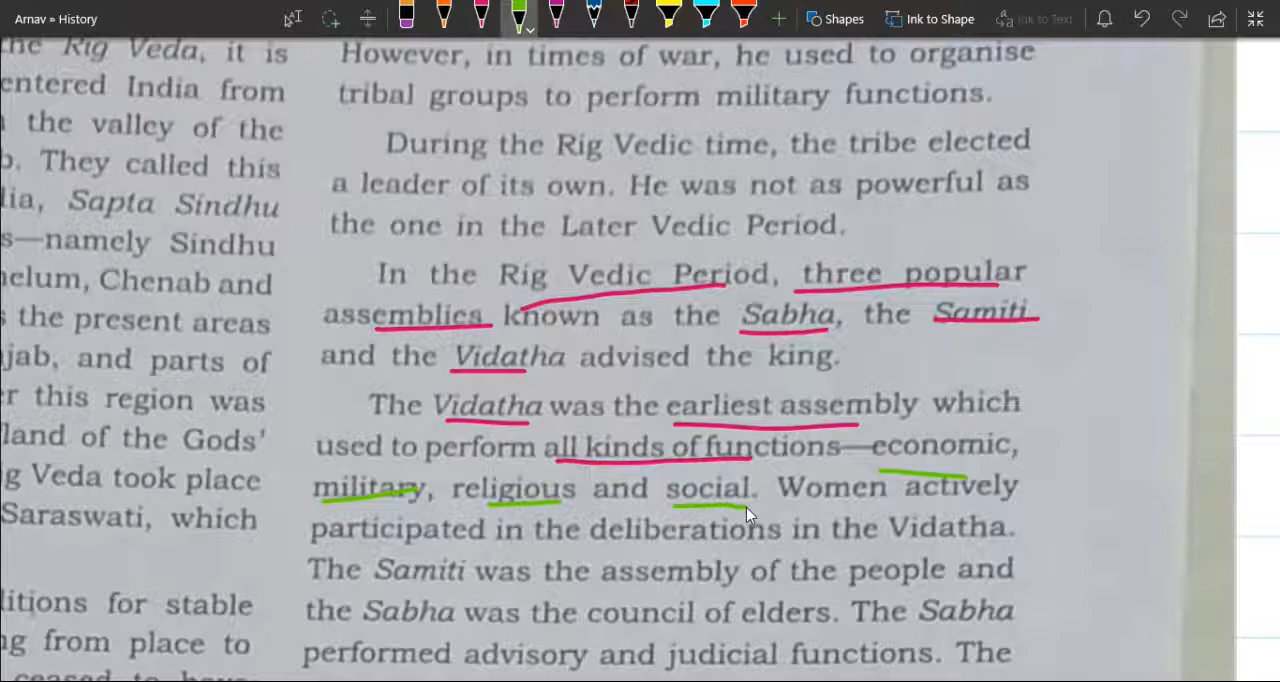 Arnav » History
Shapes
Ink to Shape
Ink to Text
the Rig Veda, it is
entered India from
the valley of the
They called this
Sapta Sindhu
—namely Sindhu
Chenab and
the present areas
and parts of
this region was
land of the Gods'
Veda took place
Saraswati, which
for stable
from place to
However, in times of war, he used to organise
tribal groups to perform military functions.
During the Rig Vedic time, the tribe elected
a leader of its own. He was not as powerful as
the one in the Later Vedic Period.
In the Rig Vedic Period, three popular
assemblies known as the Sabha, the Samiti
and the Vidatha advised the king.
The Vidatha was the earliest assembly which
used to perform all kinds of functions—economic,
military, religious and social. Women actively
participated in the deliberations in the Vidatha.
The Samiti was the assembly of the people and
the Sabha was the council of elders. The Sabha
performed advisory and judicial functions. The